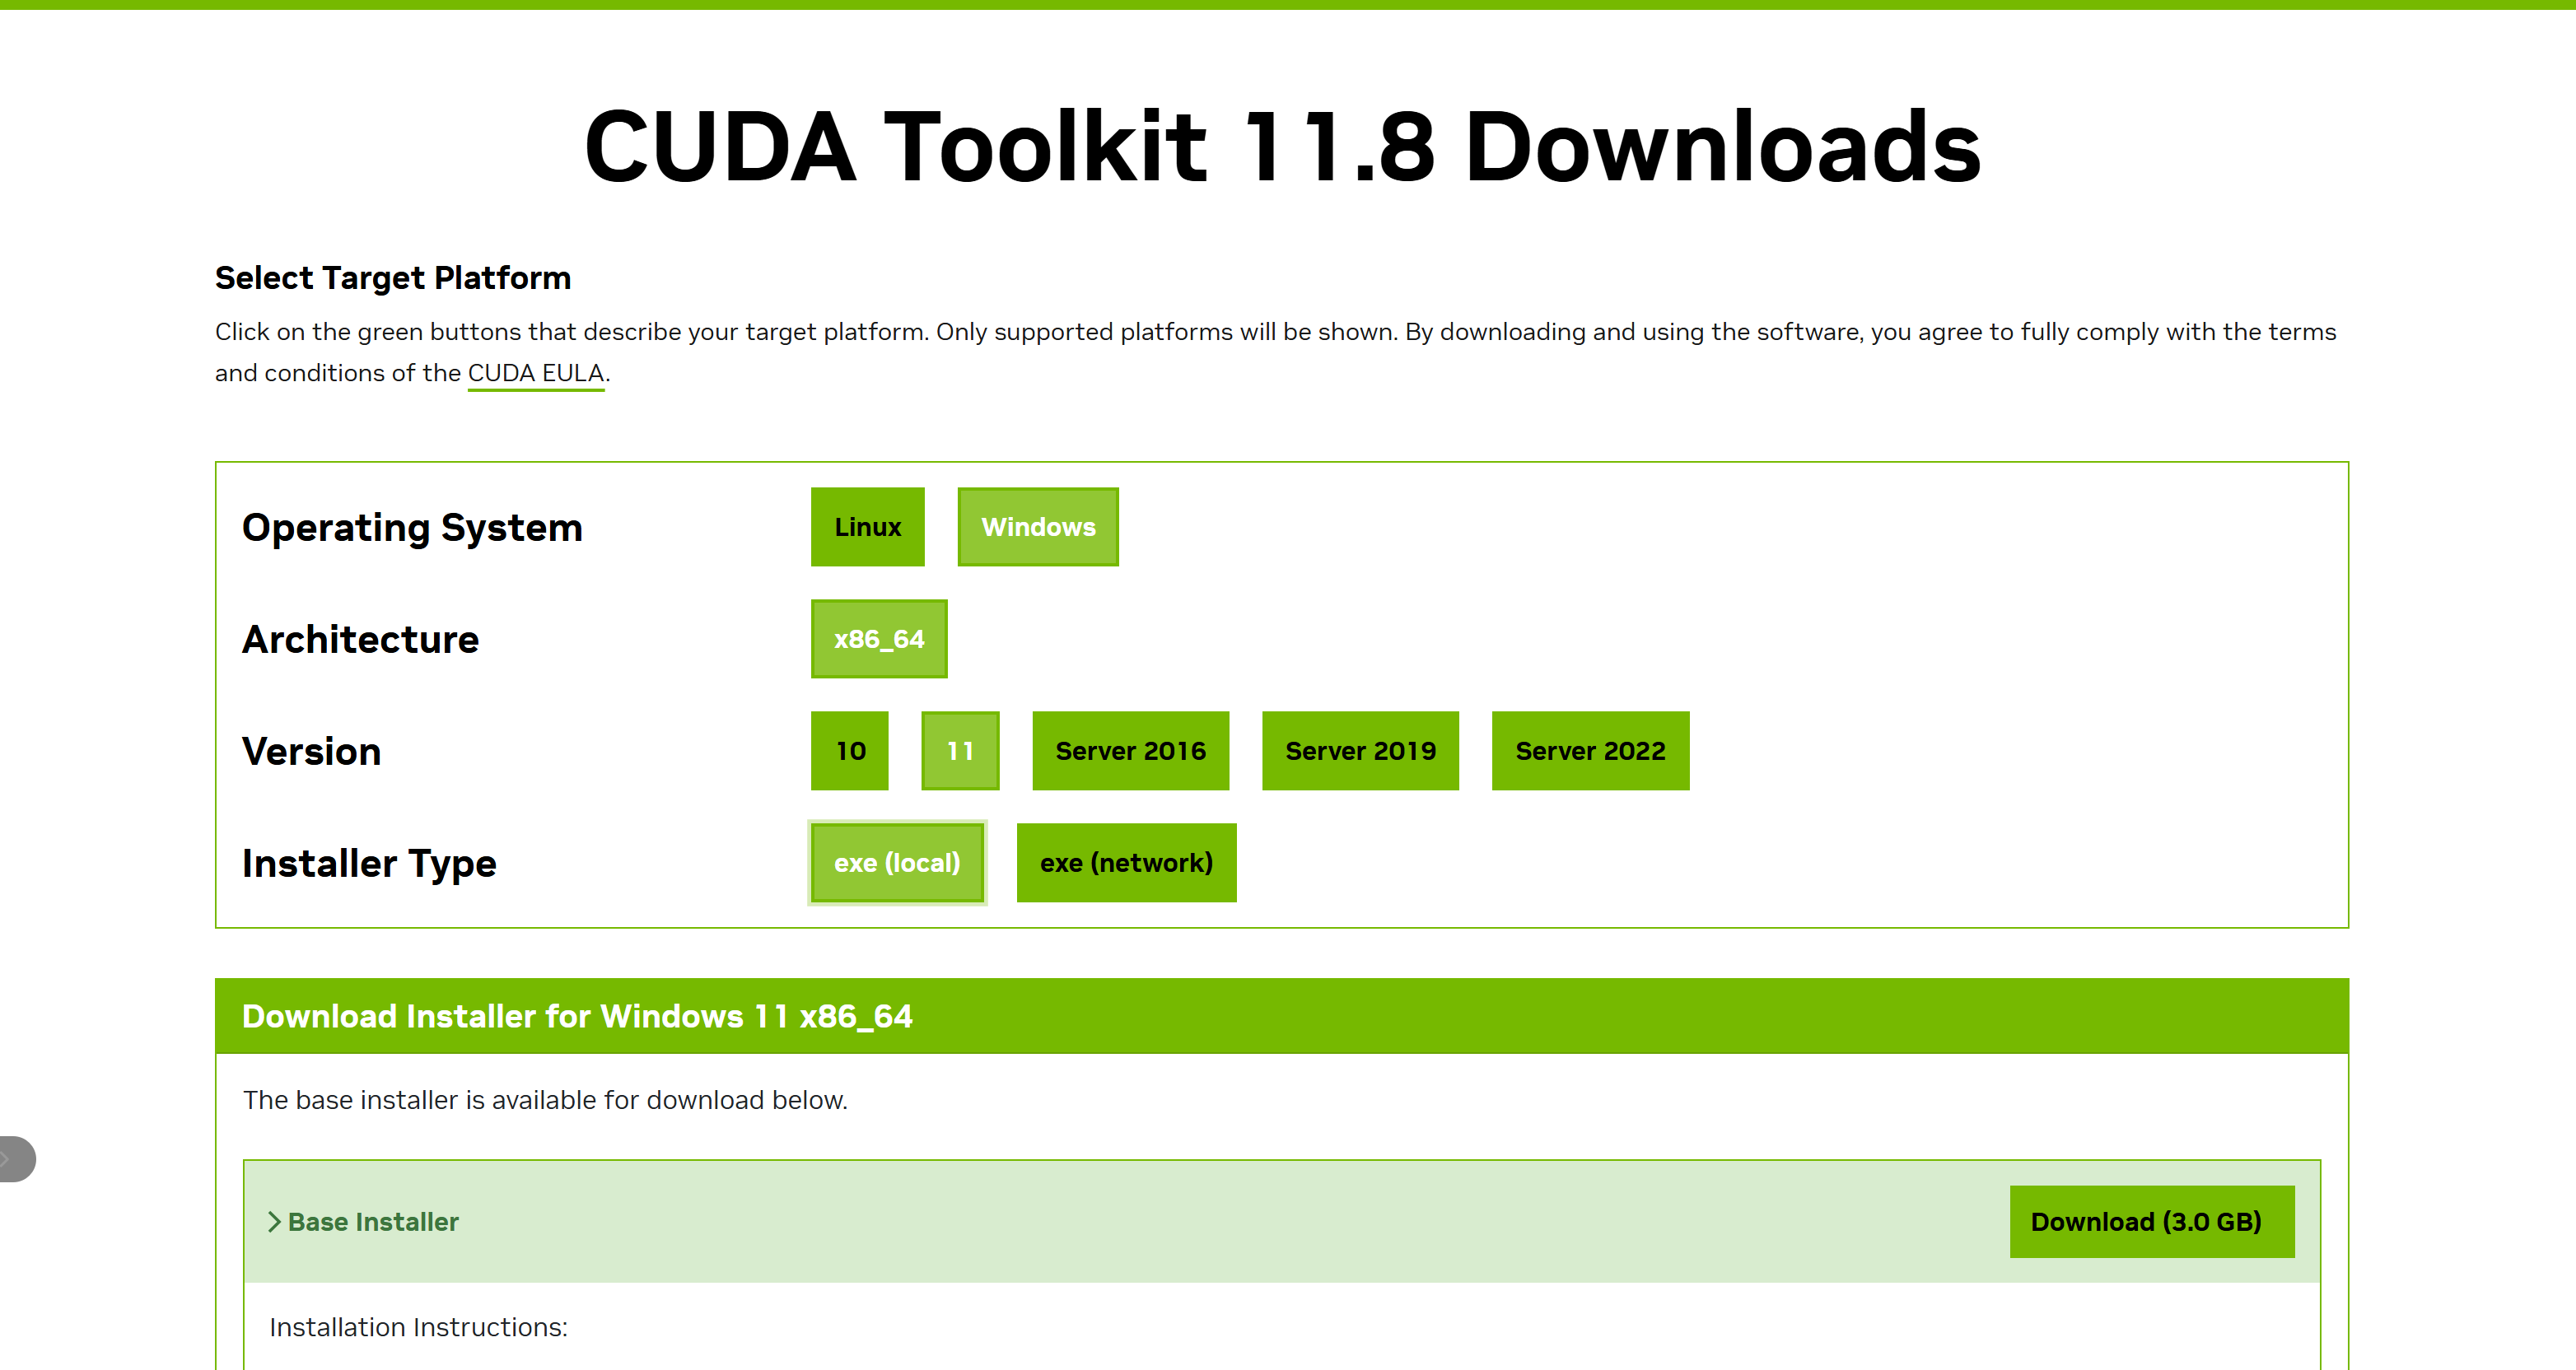 CUDA Toolkit 11.8 Downloads
Select Target Platform
Click on the green buttons that describe your target platform. Only supported platforms will be shown. By downloading and using the software, you agree to fully comply with the terms
and conditions of the CUDA EULA.
Operating System Linux Windows
Architecture x86_64
Version 10 11 Server 2016 Server 2019 Server 2022
Installer Type exe (local) exe (network)
Download Installer for Windows 11 x86_64
The base installer is available for download below.
Base Installer Download (3.0 GB)
Installation Instructions: